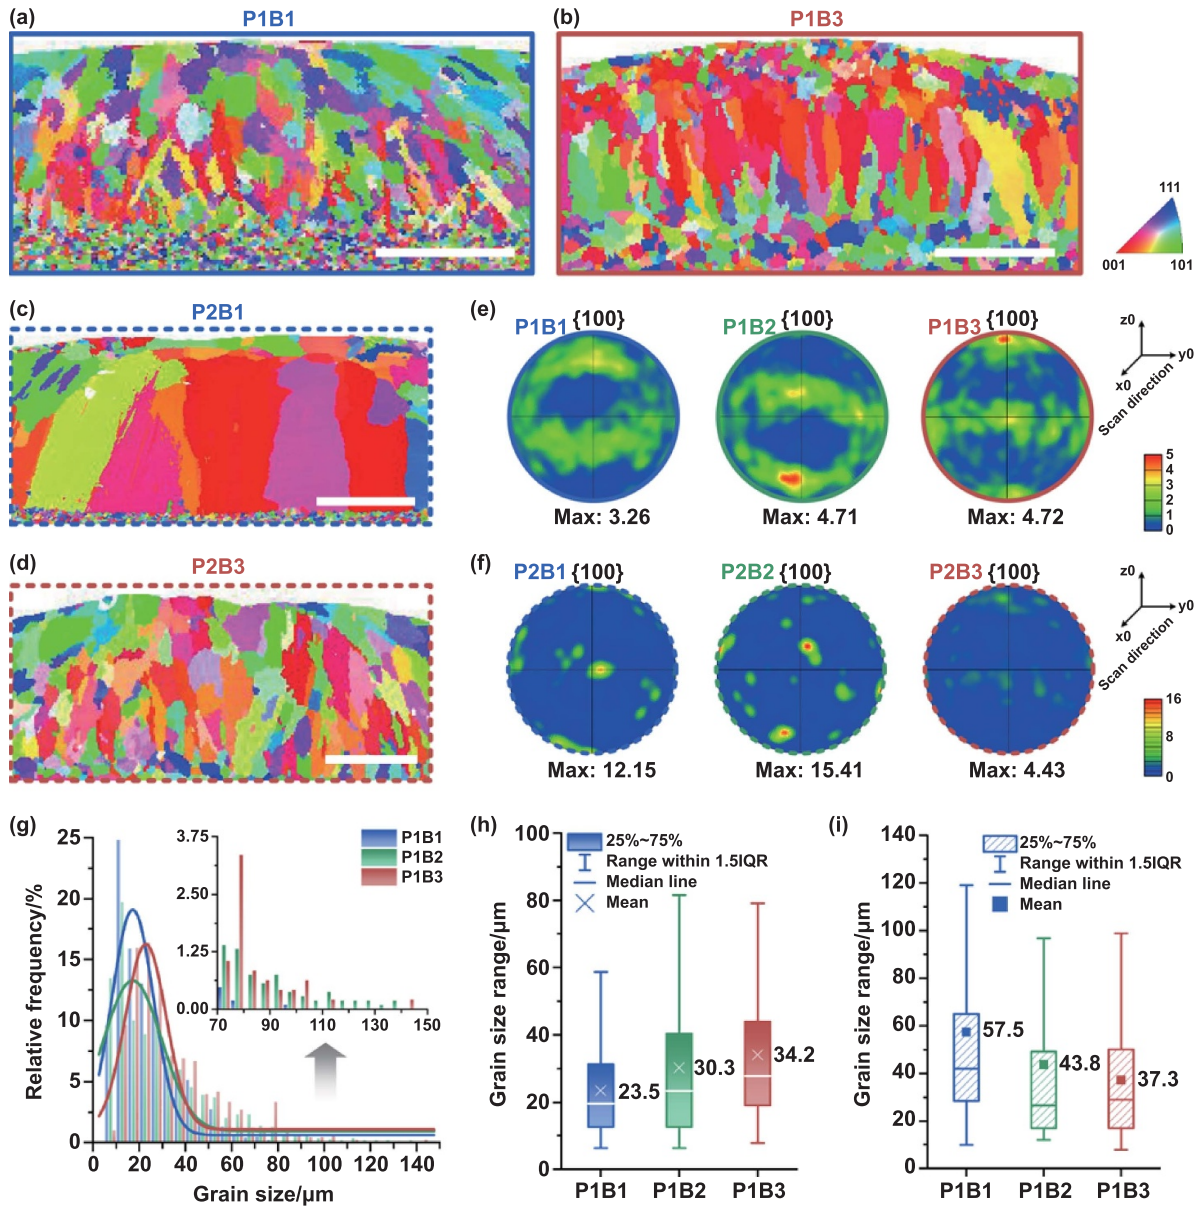 (a) P1B1
(b) P1B3
111
001 101
(c) P2B1
(d) P2B3
(e) P1B1 {100} P1B2 {100} P1B3 {100}
z0
y0
x0
Scan direction
5
4
3
2
1
0
Max: 3.26 Max: 4.71 Max: 4.72
(f) P2B1 {100} P2B2 {100} P2B3 {100}
z0
y0
x0
Scan direction
16
8
0
Max: 12.15 Max: 15.41 Max: 4.43
(g)
Relative frequency/%
25
20
15
10
5
0
0 20 40 60 80 100 120 140
Grain size/μm
3.75
2.50
1.25
0.00
70 90 110 130 150
P1B1
P1B2
P1B3
(h)
Grain size range/μm
100
80
60
40
20
0
25%~75%
Range within 1.5IQR
Median line
Mean
23.5
30.3
34.2
P1B1 P1B2 P1B3
(i)
Grain size range/μm
140
120
100
80
60
40
20
0
25%~75%
Range within 1.5IQR
Median line
Mean
57.5
43.8
37.3
P1B1 P1B2 P1B3